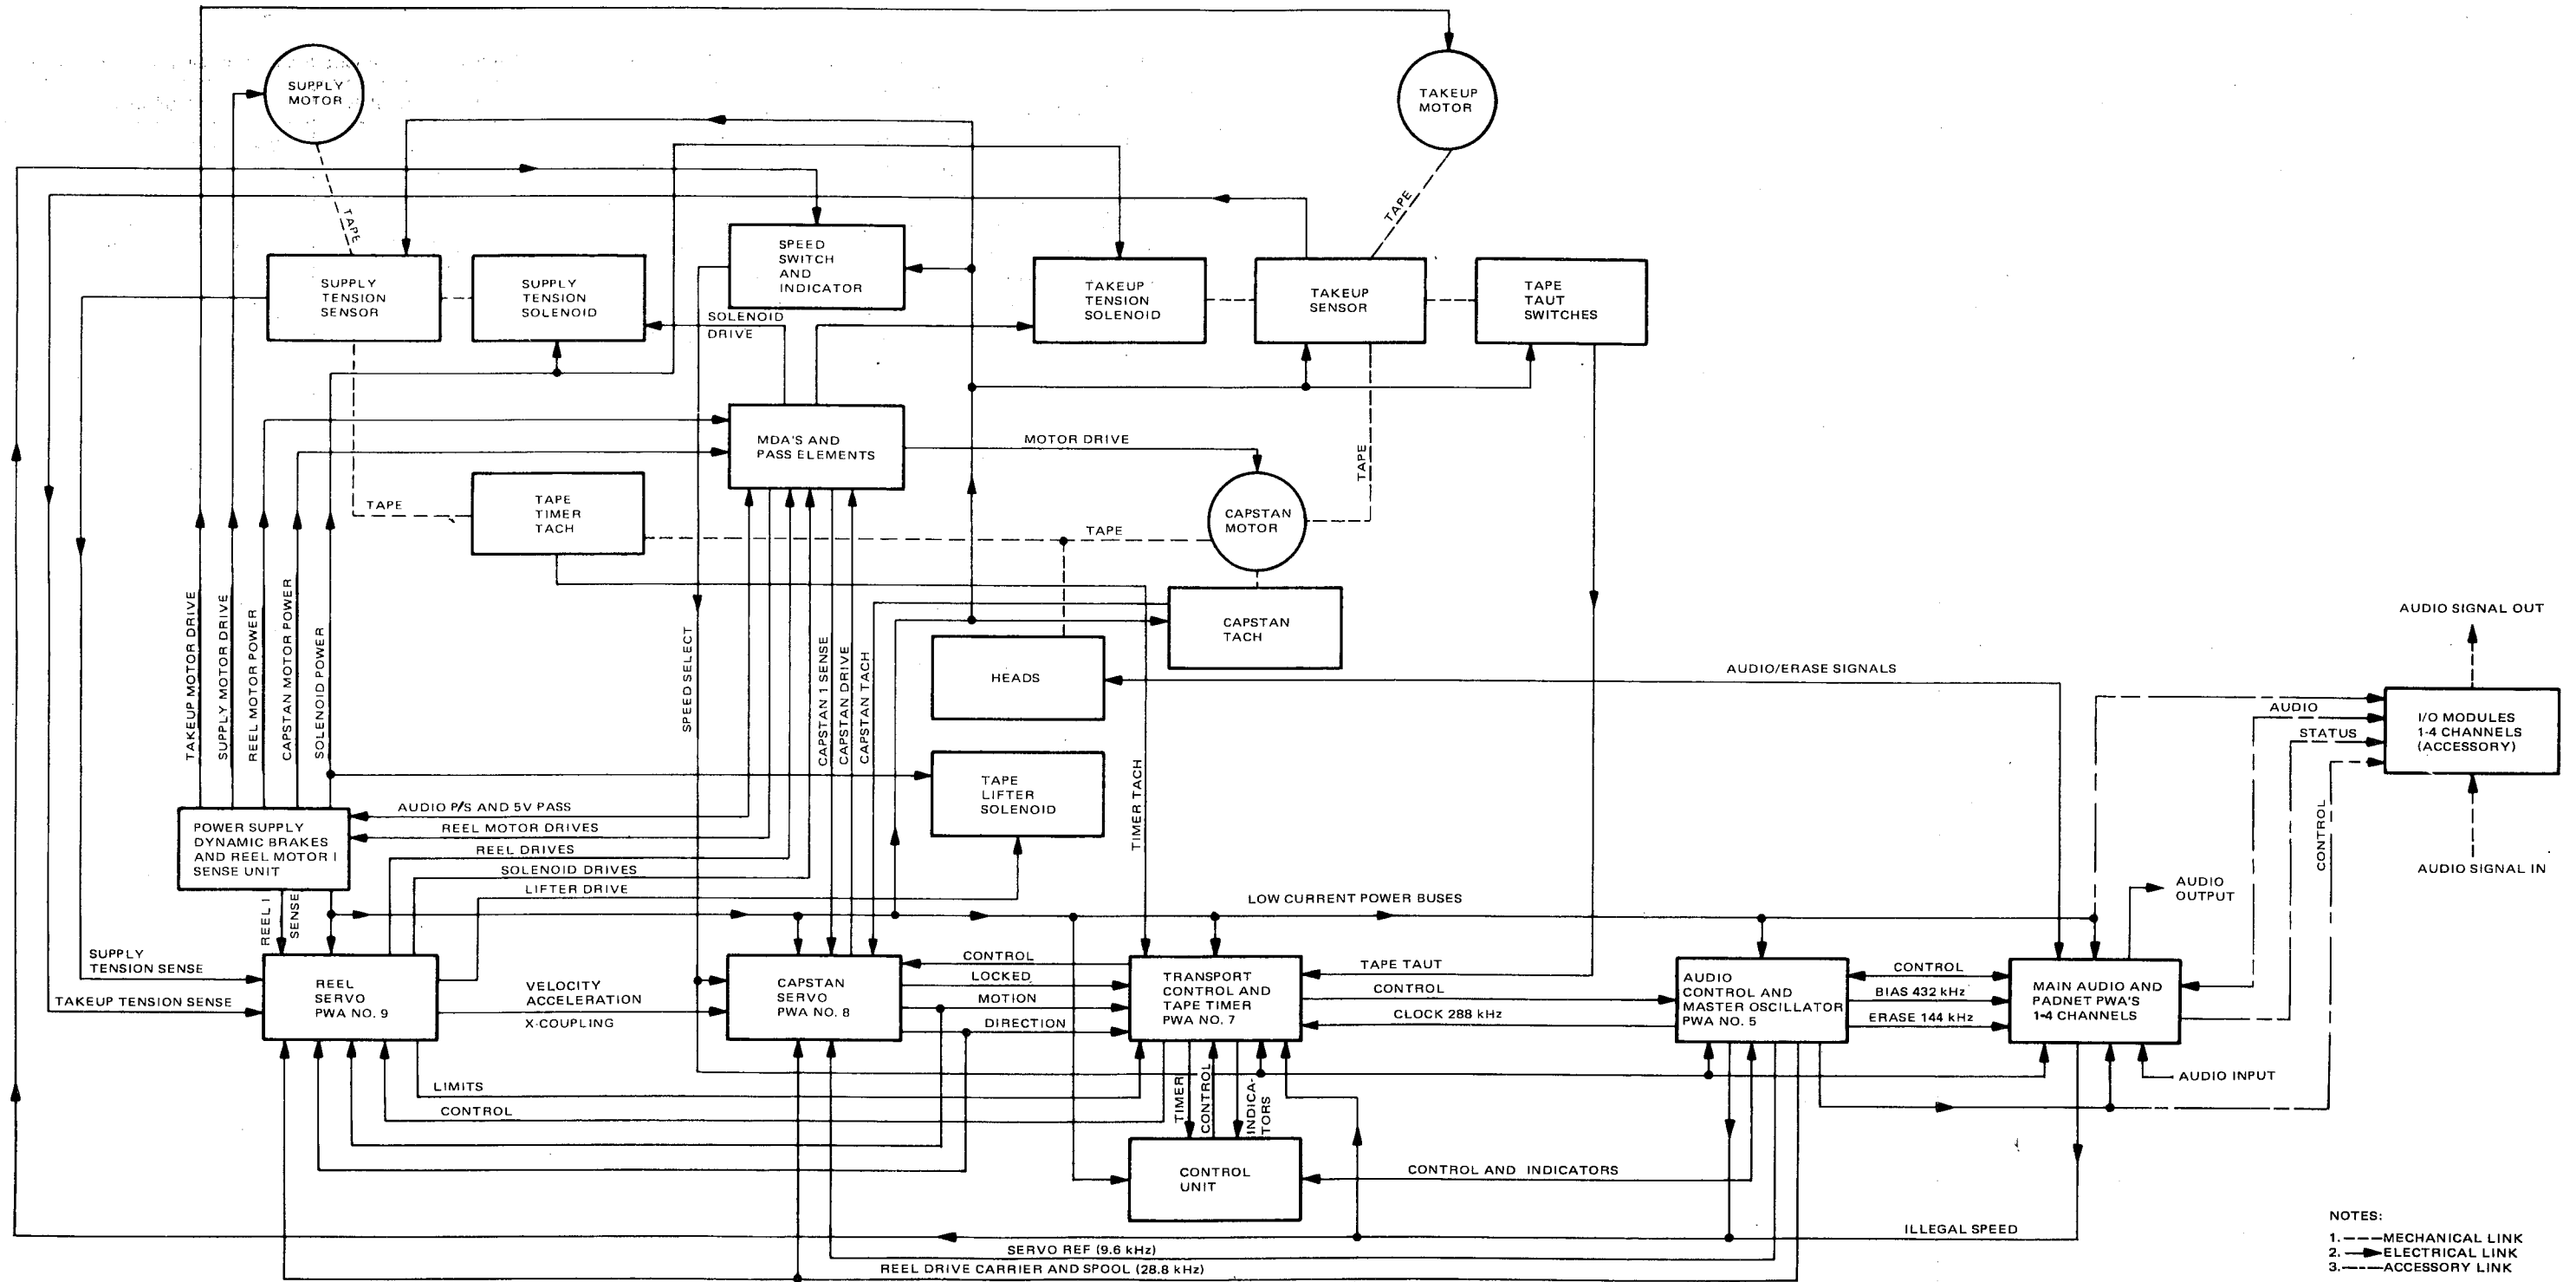 SUPPLY
MOTOR
TAKEUP
MOTOR
TAPE
TAPE
SUPPLY
TENSION
SENSOR
SUPPLY
TENSION
SOLENOID
SPEED
SWITCH
AND
INDICATOR
TAKEUP
TENSION
SOLENOID
TAKEUP
SENSOR
TAPE
TAUT
SWITCHES
SOLENOID
DRIVE
MDA'S AND
PASS ELEMENTS
MOTOR DRIVE
TAPE
TAPE
TAPE
TIMER
TACH
TAPE
CAPSTAN
MOTOR
CAPSTAN
TACH
TAKEUP MOTOR DRIVE
SUPPLY MOTOR DRIVE
REEL MOTOR POWER
CAPSTAN MOTOR POWER
SOLENOID POWER
SPEED SELECT
CAPSTAN 1 SENSE
CAPSTAN DRIVE
CAPSTAN TACH
HEADS
AUDIO/ERASE SIGNALS
AUDIO SIGNAL OUT
I/O MODULES
1-4 CHANNELS
(ACCESSORY)
AUDIO
STATUS
CONTROL
AUDIO SIGNAL IN
TAPE
LIFTER
SOLENOID
TIMER TACH
POWER SUPPLY
DYNAMIC BRAKES
AND REEL MOTOR I
SENSE UNIT
AUDIO P/S AND 5V PASS
REEL MOTOR DRIVES
REEL DRIVES
SOLENOID DRIVES
LIFTER DRIVE
REEL I
SENSE
LOW CURRENT POWER BUSES
AUDIO
OUTPUT
SUPPLY
TENSION SENSE
TAKEUP TENSION SENSE
REEL
SERVO
PWA NO. 9
VELOCITY
ACCELERATION
X-COUPLING
CAPSTAN
SERVO
PWA NO. 8
CONTROL
LOCKED
MOTION
DIRECTION
TRANSPORT
CONTROL AND
TAPE TIMER
PWA NO. 7
TAPE TAUT
CONTROL
CLOCK 288 kHz
AUDIO
CONTROL AND
MASTER OSCILLATOR
PWA NO. 5
CONTROL
BIAS 432 kHz
ERASE 144 kHz
MAIN AUDIO AND
PADNET PWA'S
1-4 CHANNELS
AUDIO INPUT
LIMITS
CONTROL
TIMER
CONTROL
INDICA-
TORS
CONTROL
UNIT
CONTROL AND INDICATORS
ILLEGAL SPEED
SERVO REF (9.6 kHz)
REEL DRIVE CARRIER AND SPOOL (28.8 kHz)
NOTES:
1. MECHANICAL LINK
2. ELECTRICAL LINK
3. ACCESSORY LINK